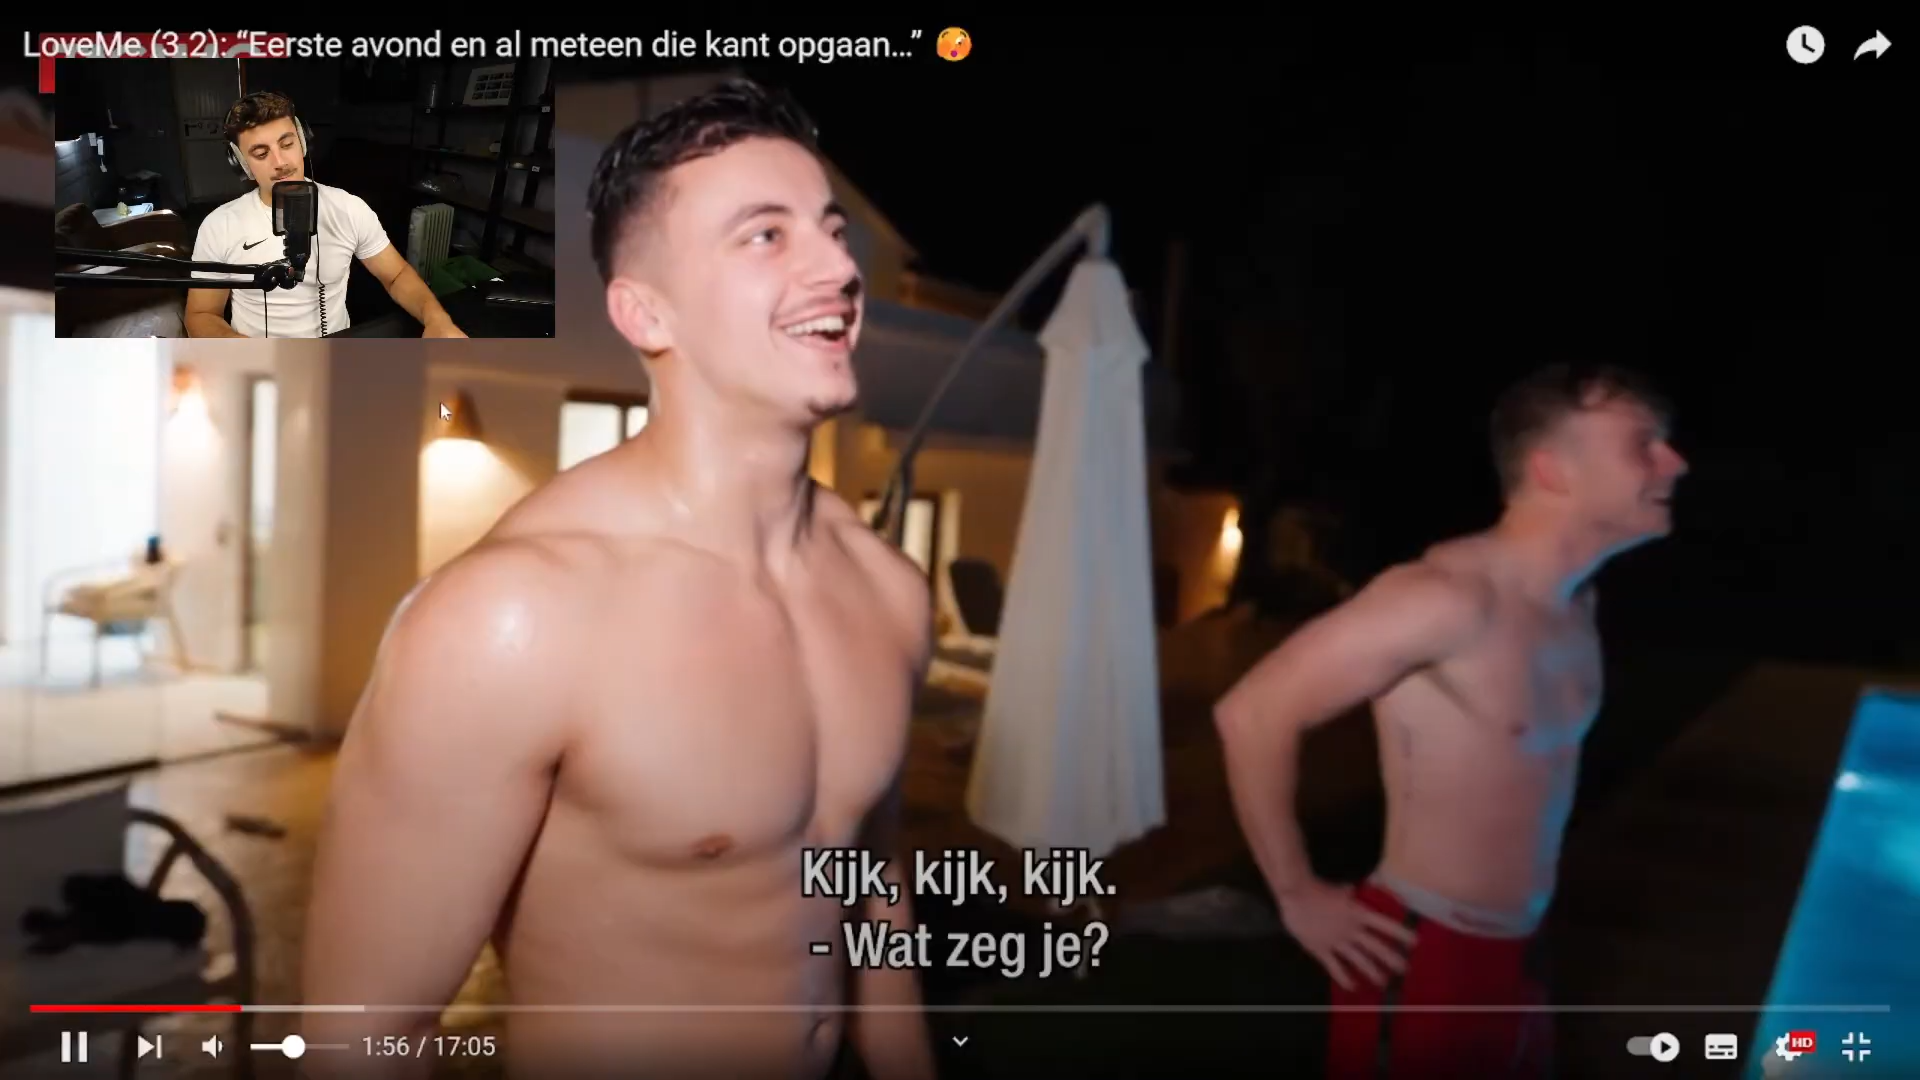 LoveMe (3.2): “Eerste avond en al meteen die kant opgaan...” 🫣
Kijk, kijk, kijk.
- Wat zeg je?
1:56 / 17:05
HD